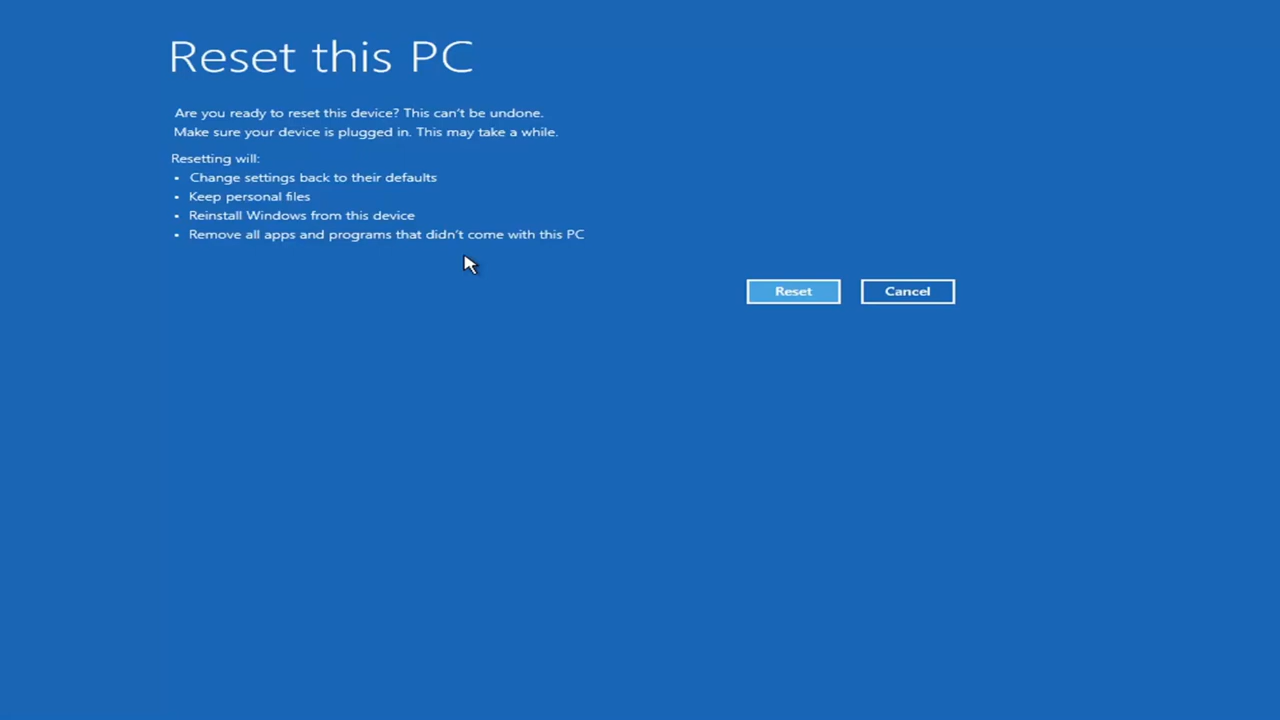 Reset this PC
Are you ready to reset this device? This can't be undone.
Make sure your device is plugged in. This may take a while.
Resetting will:
• Change settings back to their defaults
• Keep personal files
• Reinstall Windows from this device
• Remove all apps and programs that didn't come with this PC
Reset Cancel